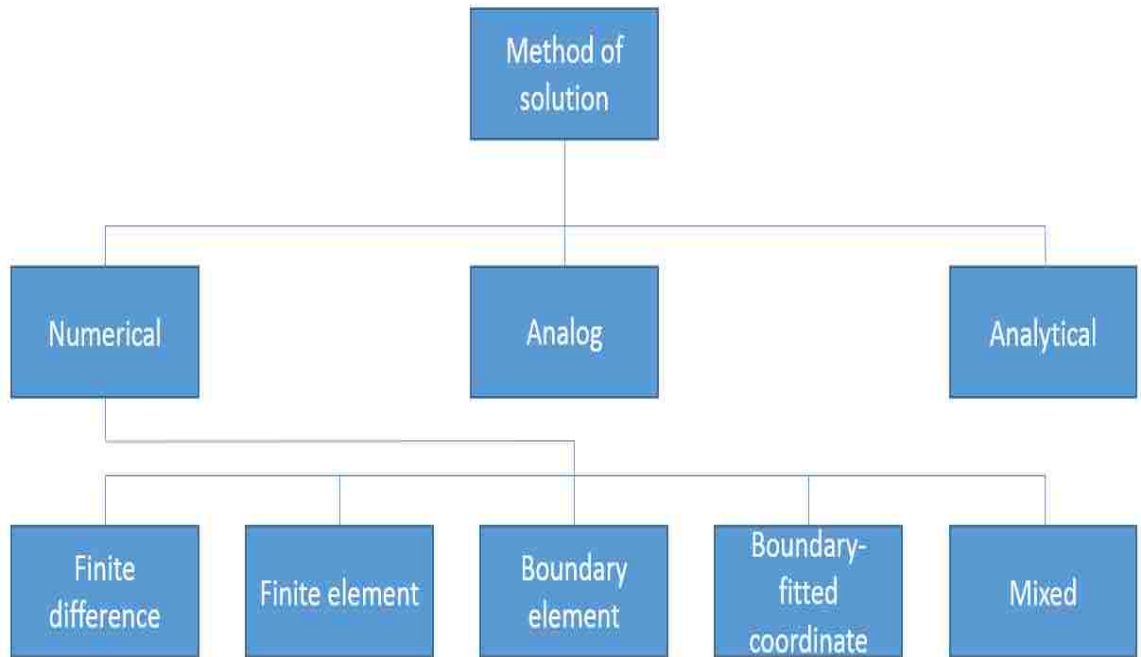 Method of
solution
Numerical
Analog
Analytical
Finite
difference
Finite element
Boundary
element
Boundary-
fitted
coordinate
Mixed